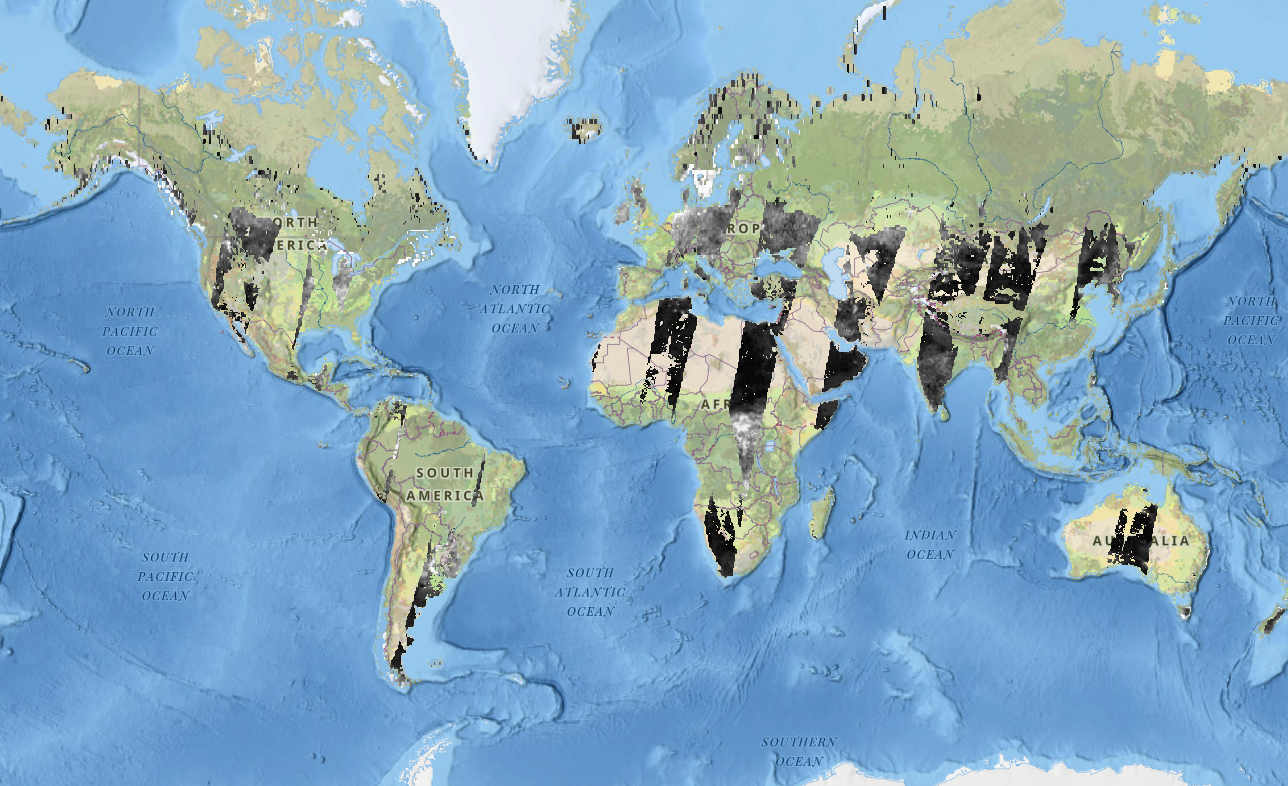 ORTH
ERICA
ROP
NORTH
ATLANTIC
OCEAN
NORTH
PACIFIC
OCEAN
NORTH
PACIFIC
OCEAN
AFR
SOUTH
AMERICA
AU ALIA
INDIAN
OCEAN
SOUTH
PACIFIC
OCEAN
SOUTH
ATLANTIC
OCEAN
SOUTHERN
OCEAN